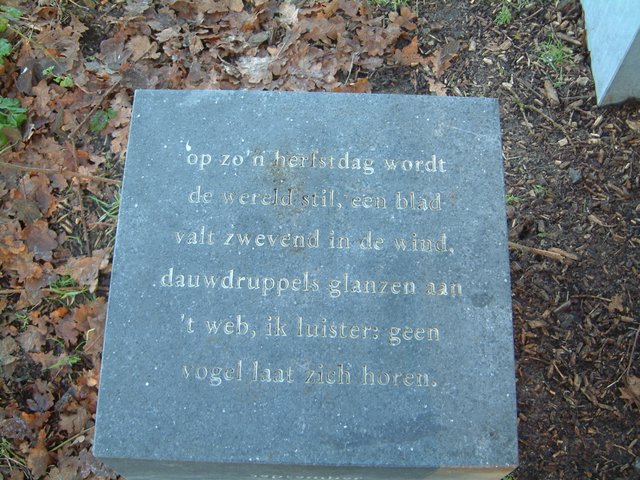 op zo'n herfstdag wordt
de wereld stil, een blad
valt zwevend in de wind,
dauwdruppels glanzen aan
't web, ik luister: geen
vogel laat zich horen.